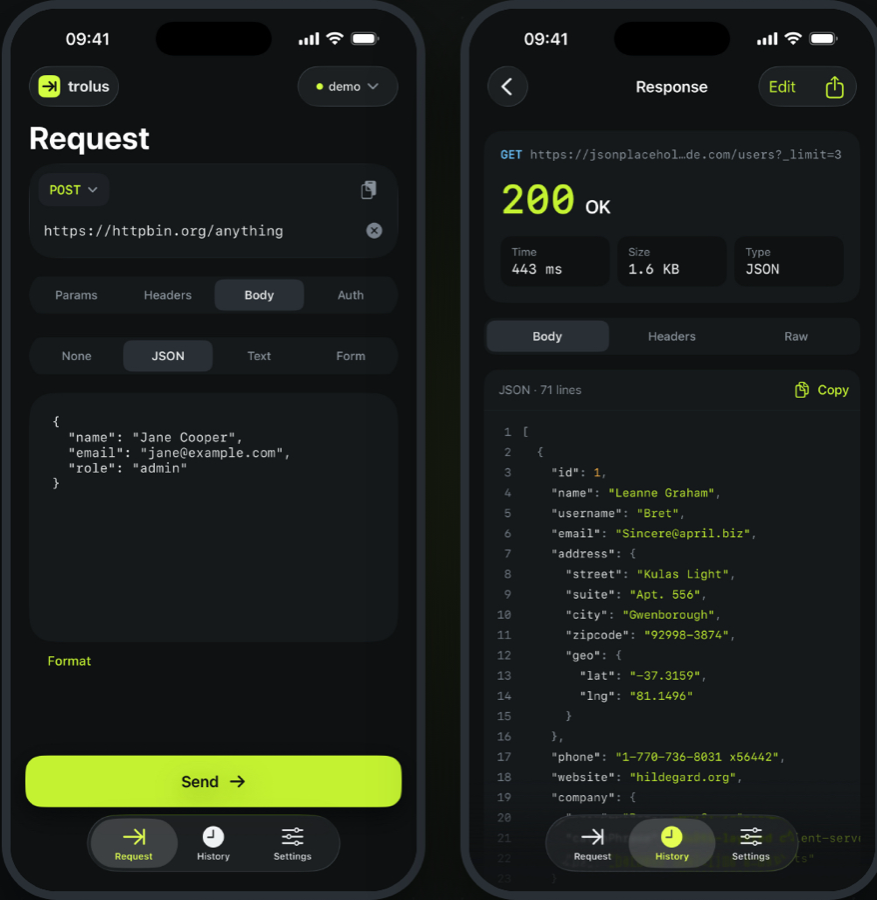 09:41
trolus
demo
Request
POST
https://httpbin.org/anything
Params Headers Body Auth
None JSON Text Form
{
"name": "Jane Cooper",
"email": "jane@example.com",
"role": "admin"
}
Format
Send →
Request History Settings
09:41
Response
Edit
GET https://jsonplacehol…de.com/users?_limit=3
200 OK
Time Size Type
443 ms 1.6 KB JSON
Body Headers Raw
JSON · 71 lines Copy
1 [
2 {
3 "id": 1,
4 "name": "Leanne Graham",
5 "username": "Bret",
6 "email": "Sincere@april.biz",
7 "address": {
8 "street": "Kulas Light",
9 "suite": "Apt. 556",
10 "city": "Gwenborough",
11 "zipcode": "92998-3874",
12 "geo": {
13 "lat": "-37.3159",
14 "lng": "81.1496"
15 }
16 },
17 "phone": "1-770-736-8031 x56442",
18 "website": "hildegard.org",
19 "company": {
20
21
22
23 }
Request History Settings